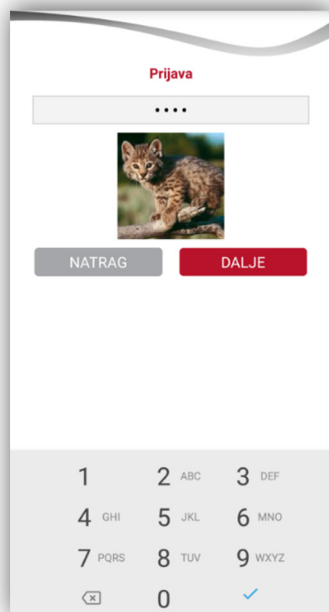 Prijava
••••
NATRAG DALJE
1 2 ABC 3 DEF
4 GHI 5 JKL 6 MNO
7 PQRS 8 TUV 9 WXYZ
0